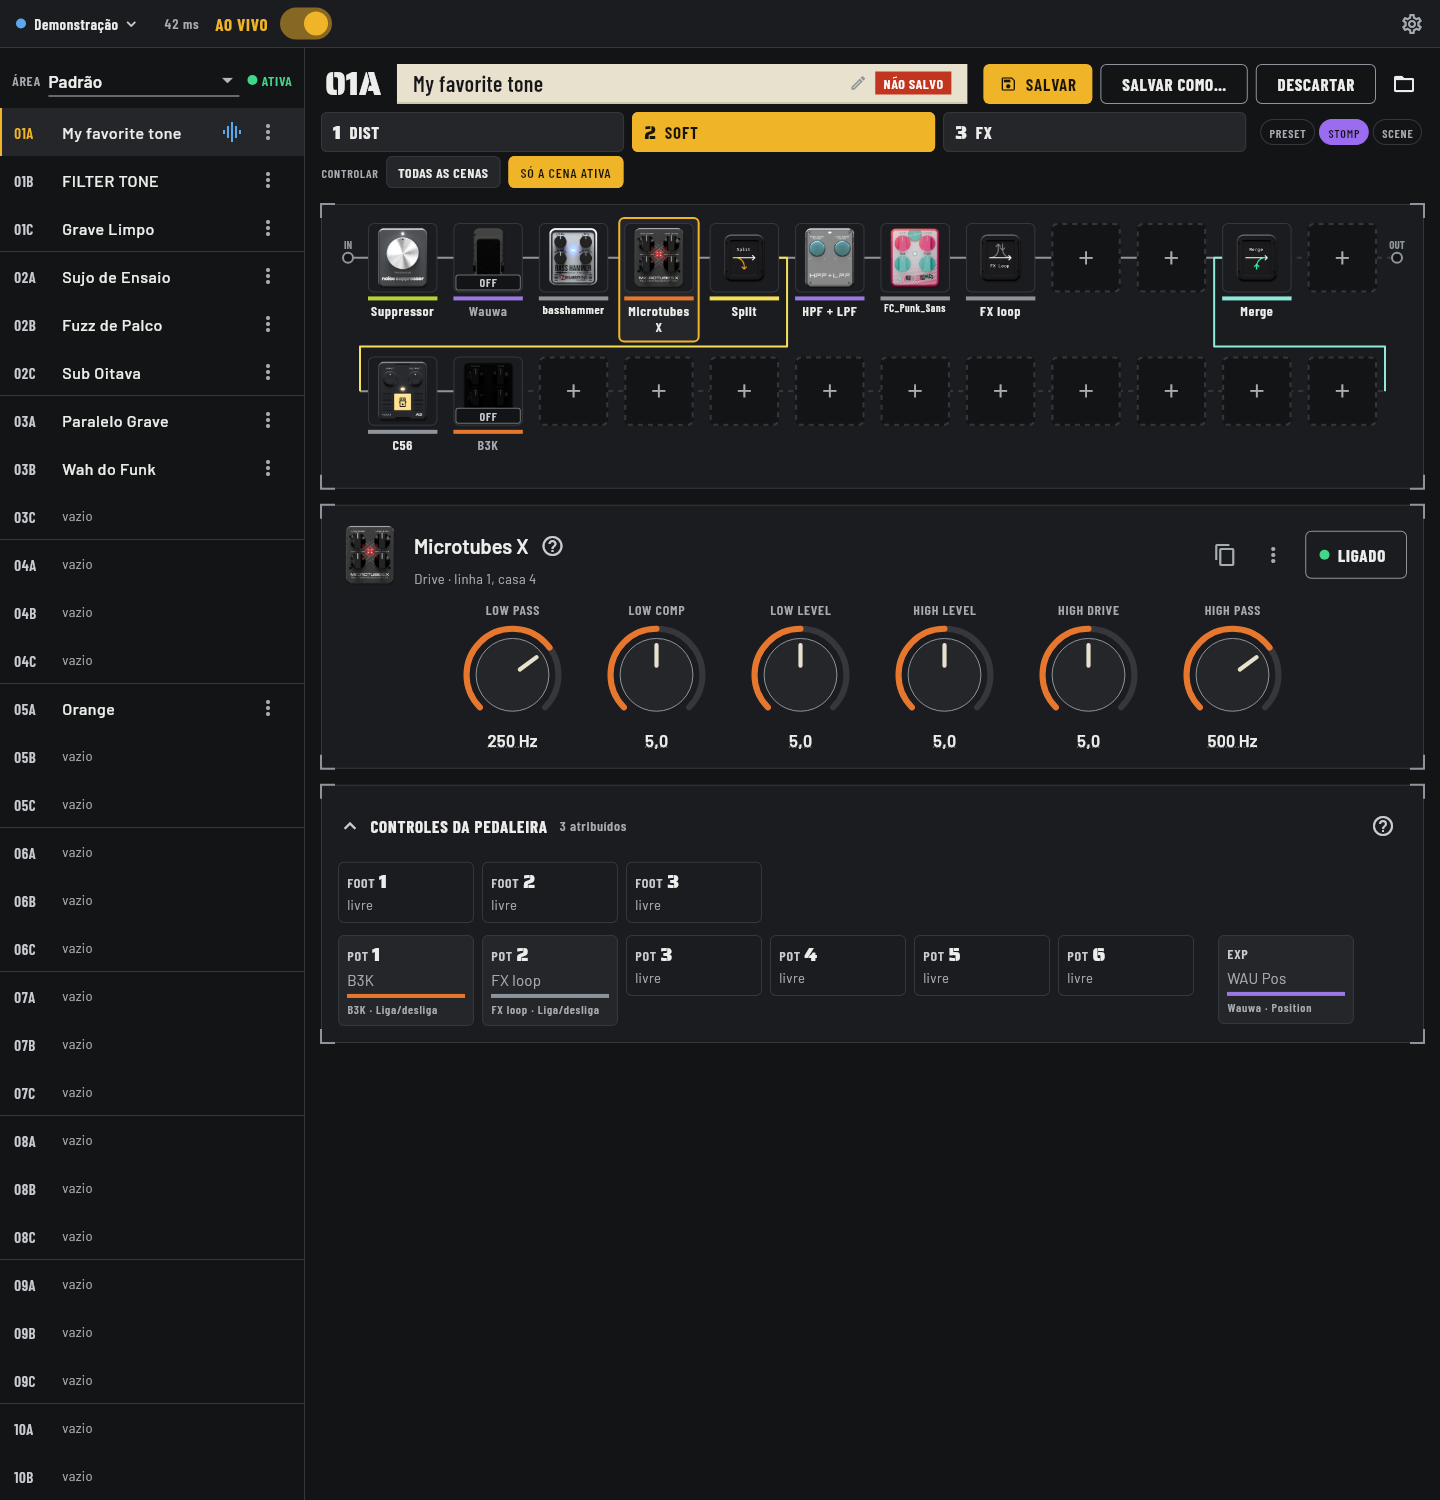 Demonstração 42 ms AO VIVO
ÁREA Padrão ATIVA
01A My favorite tone
01B FILTER TONE
01C Grave Limpo
02A Sujo de Ensaio
02B Fuzz de Palco
02C Sub Oitava
03A Paralelo Grave
03B Wah do Funk
03C vazio
04A vazio
04B vazio
04C vazio
05A Orange
05B vazio
05C vazio
06A vazio
06B vazio
06C vazio
07A vazio
07B vazio
07C vazio
08A vazio
08B vazio
08C vazio
09A vazio
09B vazio
09C vazio
10A vazio
10B vazio
01A My favorite tone NÃO SALVO SALVAR SALVAR COMO... DESCARTAR
1 DIST 2 SOFT 3 FX PRESET STOMP SCENE
CONTROLAR TODAS AS CENAS SÓ A CENA ATIVA
IN OUT
Split FX Loop Merge
OFF
Suppressor Wauwa basshammer Microtubes X Split HPF + LPF FC_Punk_Sans FX loop Merge
OFF
C56 B3K
Microtubes X
Drive · linha 1, casa 4
LIGADO
LOW PASS LOW COMP LOW LEVEL HIGH LEVEL HIGH DRIVE HIGH PASS
250 Hz 5,0 5,0 5,0 5,0 500 Hz
CONTROLES DA PEDALEIRA 3 atribuídos
FOOT 1 FOOT 2 FOOT 3
livre livre livre
POT 1 POT 2 POT 3 POT 4 POT 5 POT 6 EXP
B3K FX loop livre livre livre livre WAU Pos
B3K · Liga/desliga FX loop · Liga/desliga Wauwa · Position